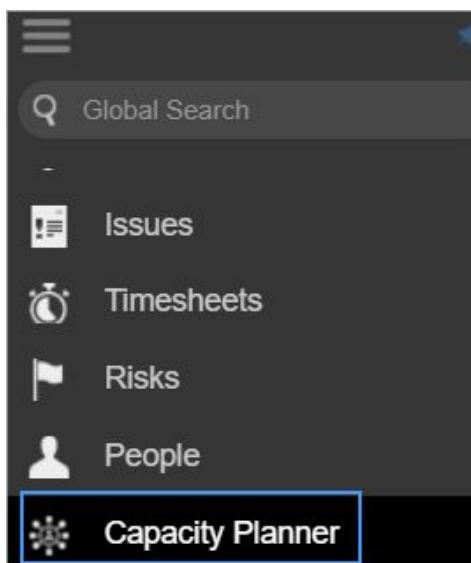 Global Search
Issues
Timesheets
Risks
People
Capacity Planner